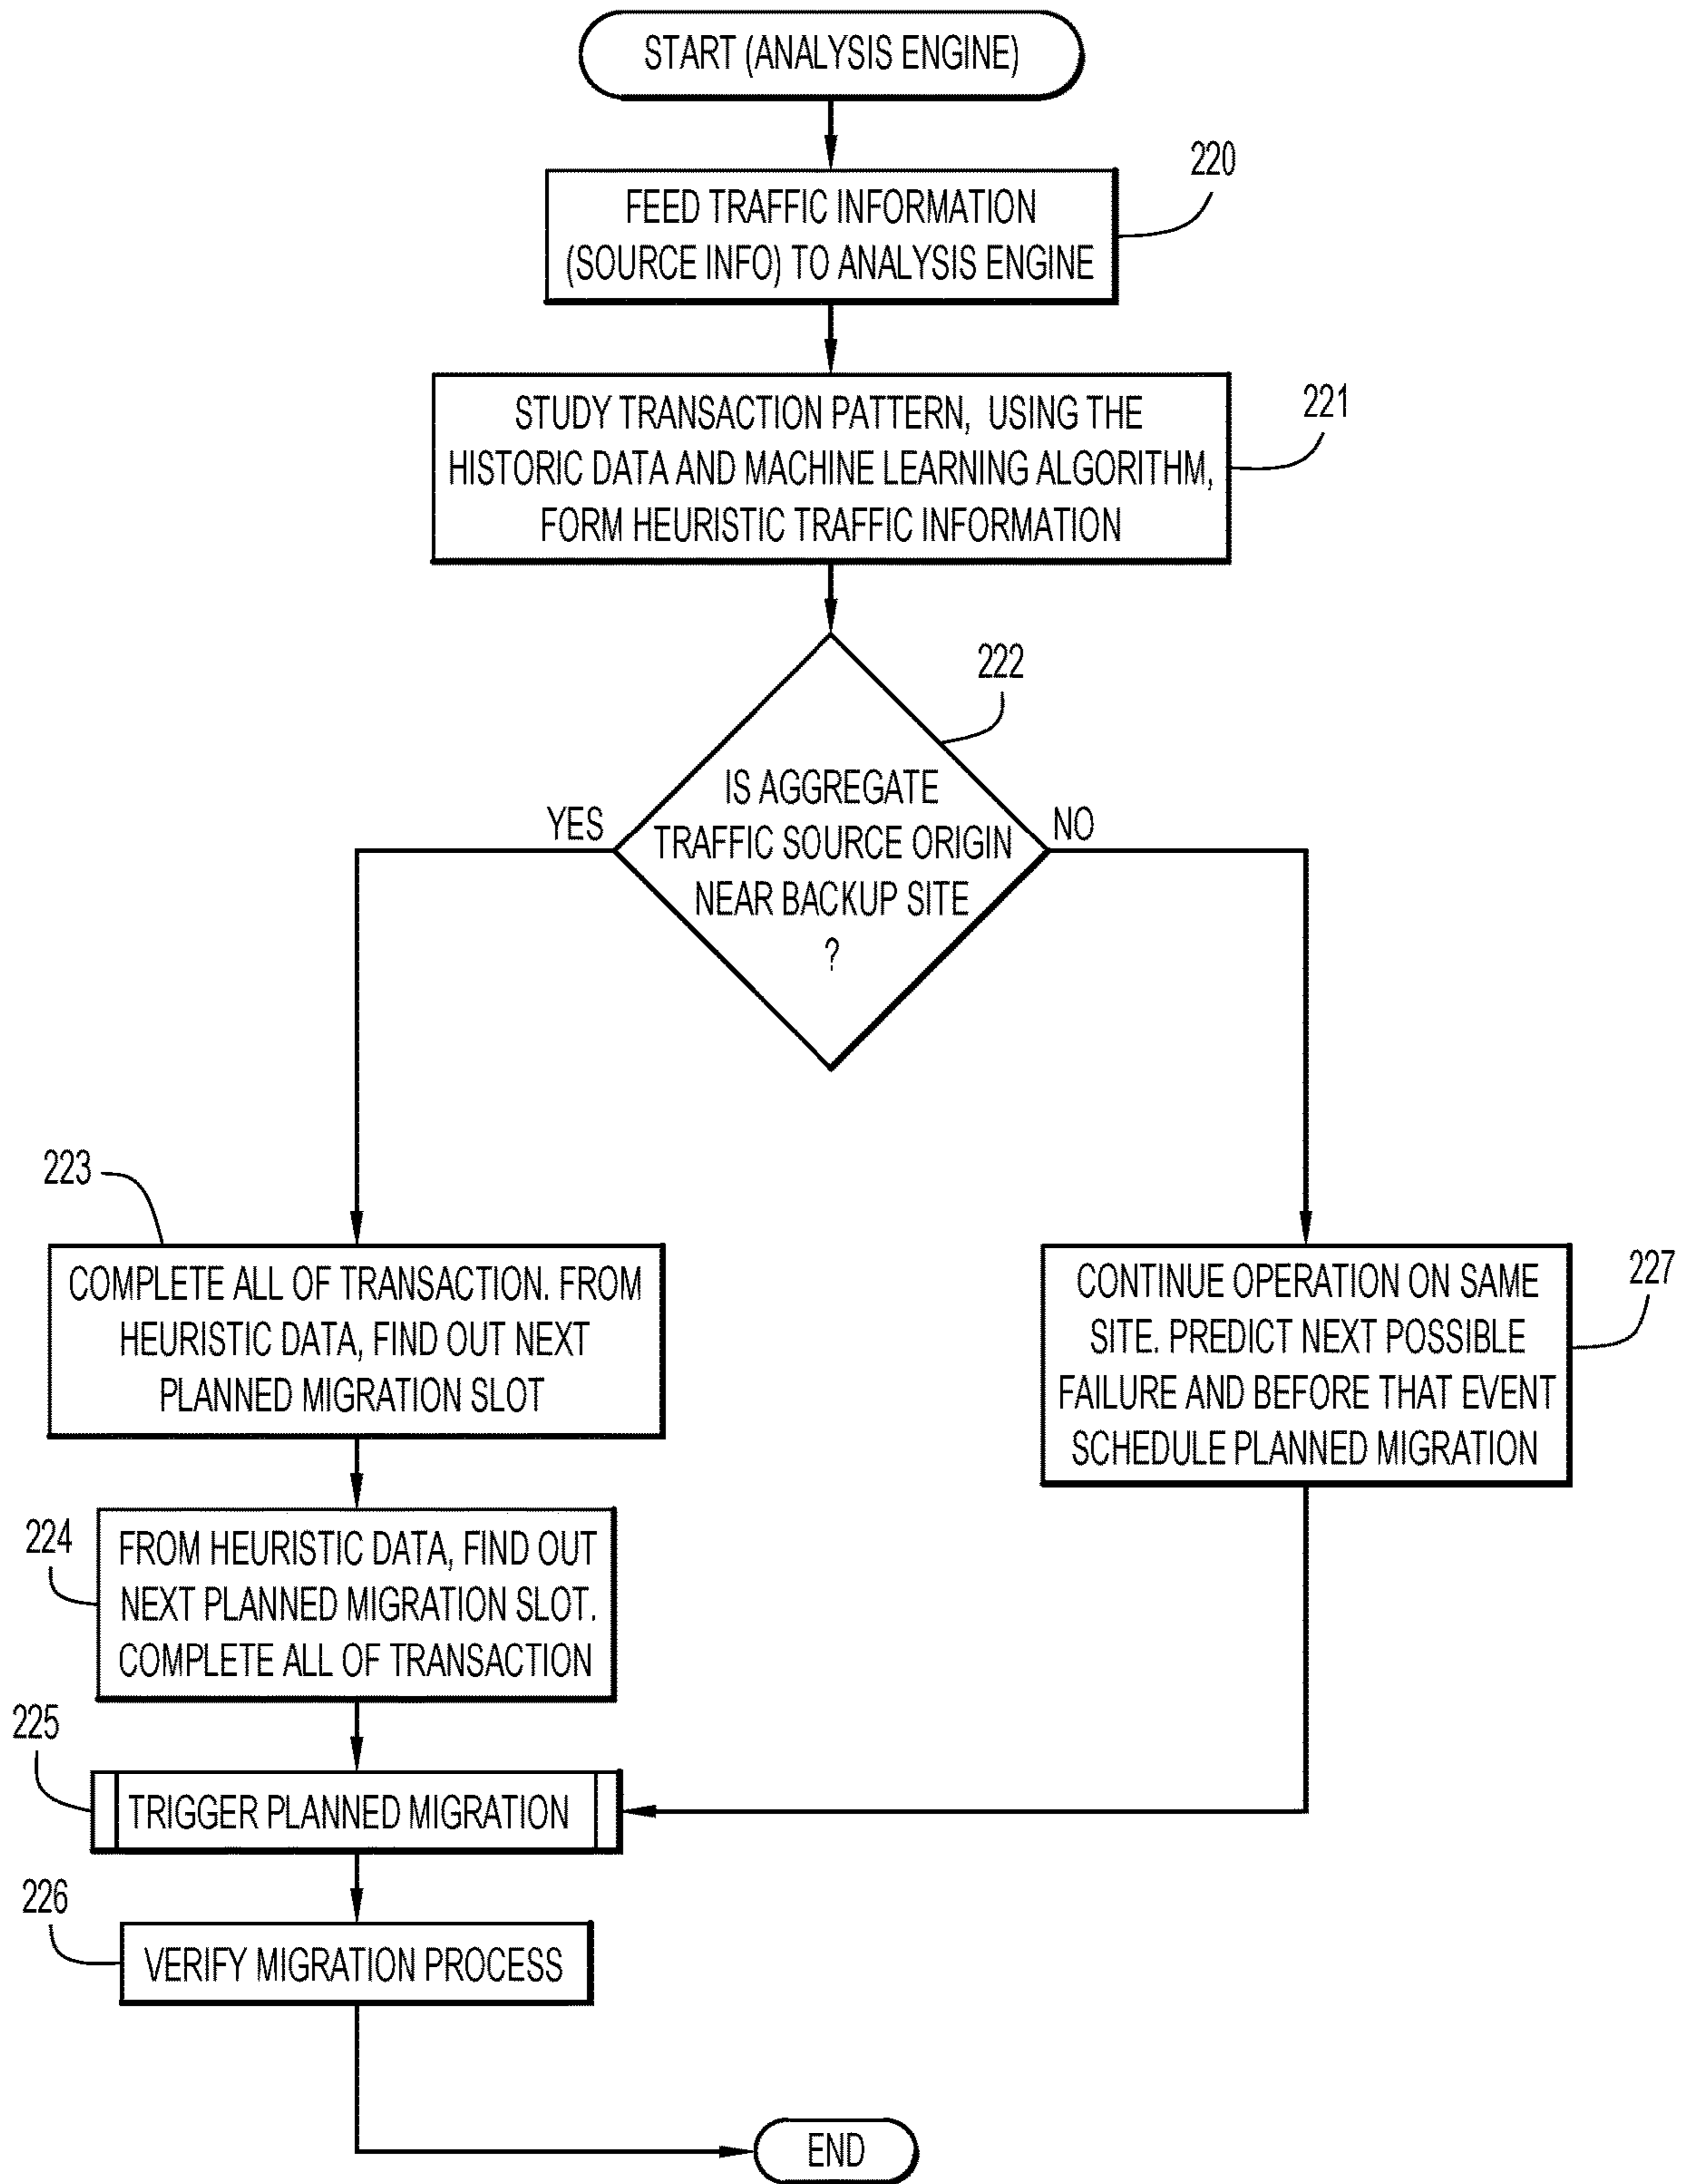 START (ANALYSIS ENGINE)
220
FEED TRAFFIC INFORMATION
(SOURCE INFO) TO ANALYSIS ENGINE
221
STUDY TRANSACTION PATTERN, USING THE
HISTORIC DATA AND MACHINE LEARNING ALGORITHM,
FORM HEURISTIC TRAFFIC INFORMATION
222
IS AGGREGATE
TRAFFIC SOURCE ORIGIN
NEAR BACKUP SITE
?
YES
NO
223
COMPLETE ALL OF TRANSACTION. FROM
HEURISTIC DATA, FIND OUT NEXT
PLANNED MIGRATION SLOT
227
CONTINUE OPERATION ON SAME
SITE. PREDICT NEXT POSSIBLE
FAILURE AND BEFORE THAT EVENT
SCHEDULE PLANNED MIGRATION
224
FROM HEURISTIC DATA, FIND OUT
NEXT PLANNED MIGRATION SLOT.
COMPLETE ALL OF TRANSACTION
225
TRIGGER PLANNED MIGRATION
226
VERIFY MIGRATION PROCESS
END